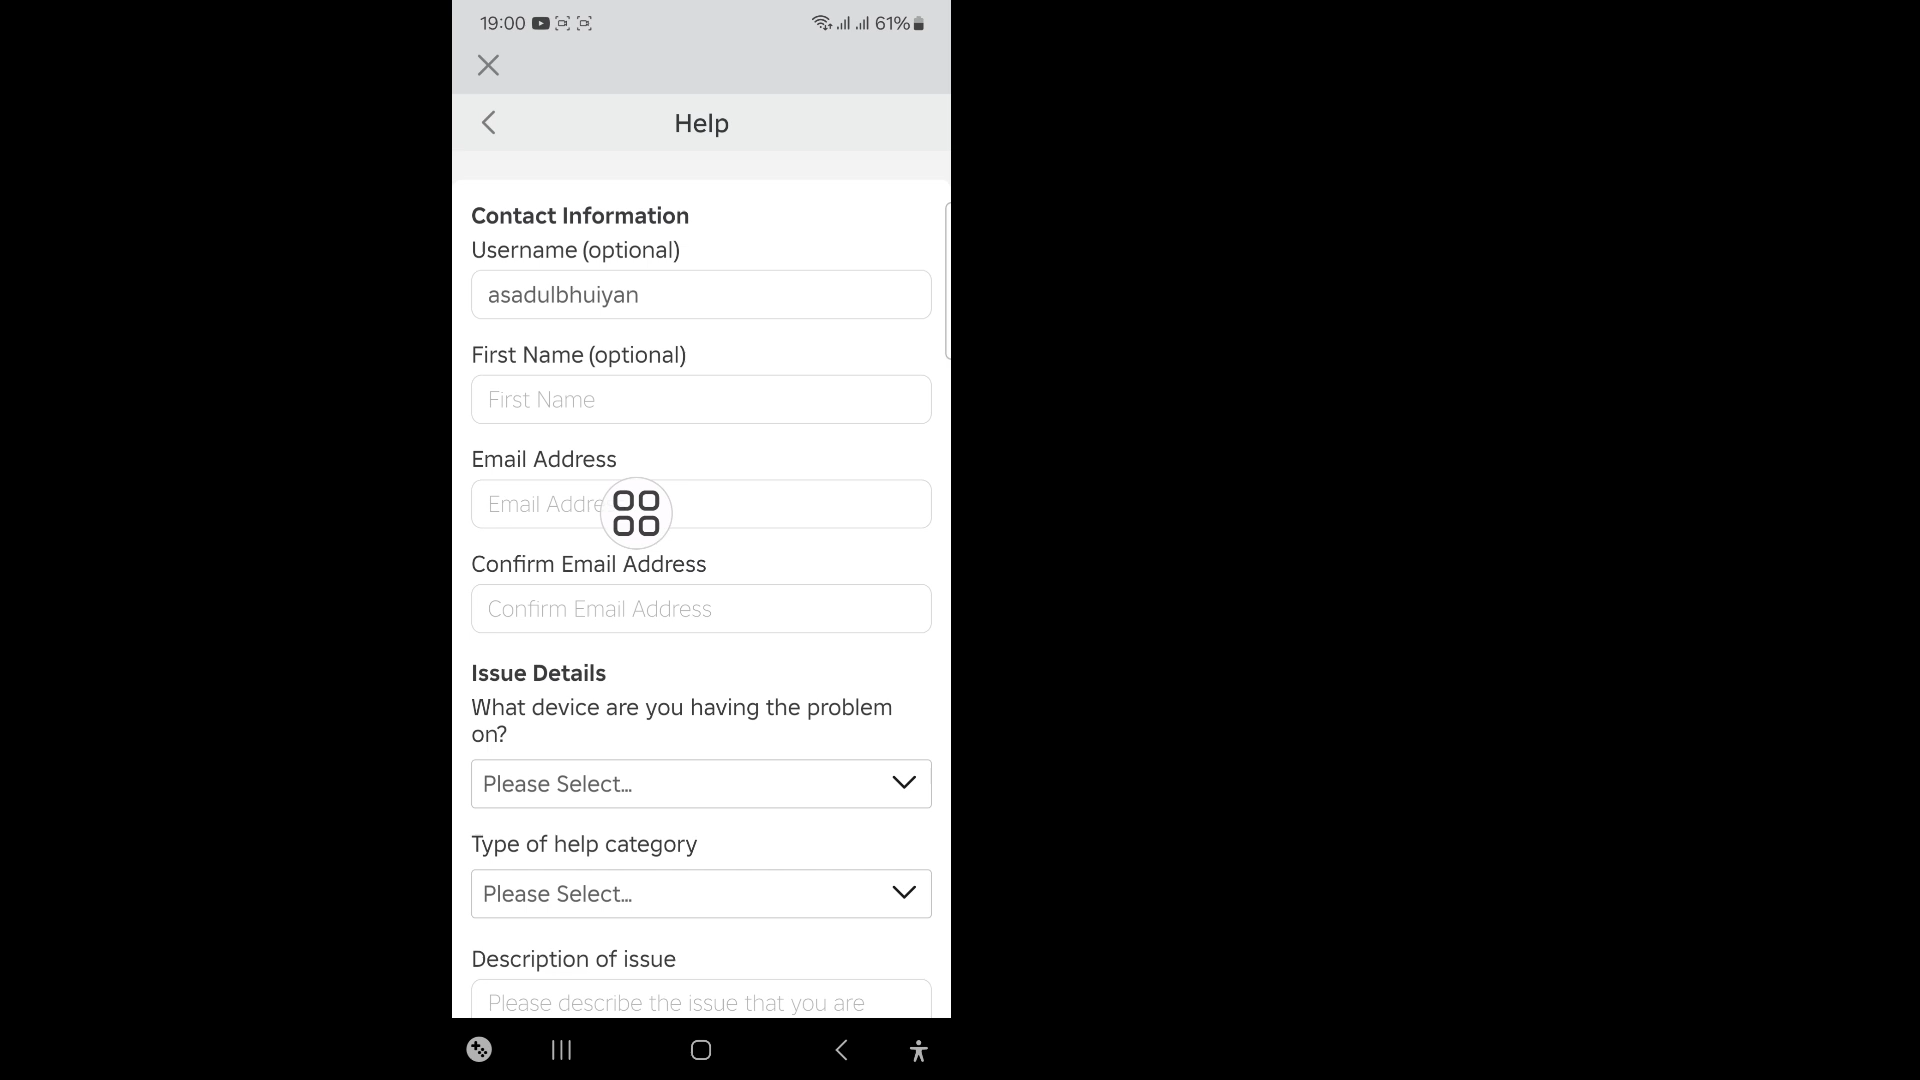 19:00
61%
Help
Contact Information
Username (optional)
asadulbhuiyan
First Name (optional)
First Name
Email Address
Email Addre
Confirm Email Address
Confirm Email Address
Issue Details
What device are you having the problem
on?
Please Select...
Type of help category
Please Select...
Description of issue
Please describe the issue that you are